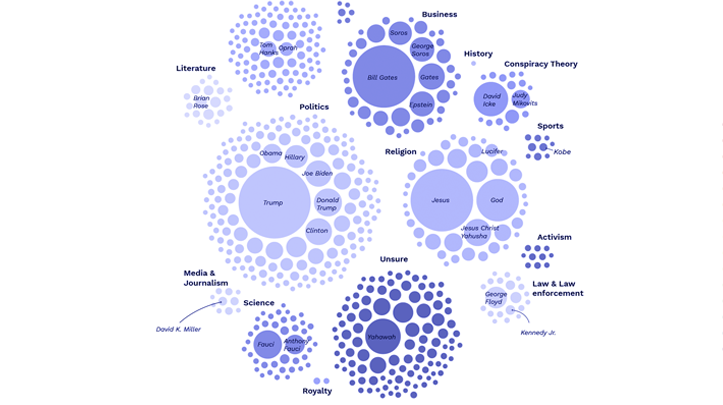 Business
Soros
Tom
Hanks
Oprah
George
Soros
History
Conspiracy Theory
Literature
Bill Gates
Gates
Brian
Rose
David
Icke
Judy
Mikovits
Epstein
Politics
Sports
Kobe
Obama
Hillary
Religion
Lucifer
Joe Biden
Trump
Donald
Trump
Jesus
God
Clinton
Jesus Christ
Yahusha
Activism
Unsure
Media &
Journalism
Law & Law
enforcement
George
Floyd
Science
David K. Miller
Kennedy Jr.
Fauci
Anthony
Fauci
Yahawah
Royalty